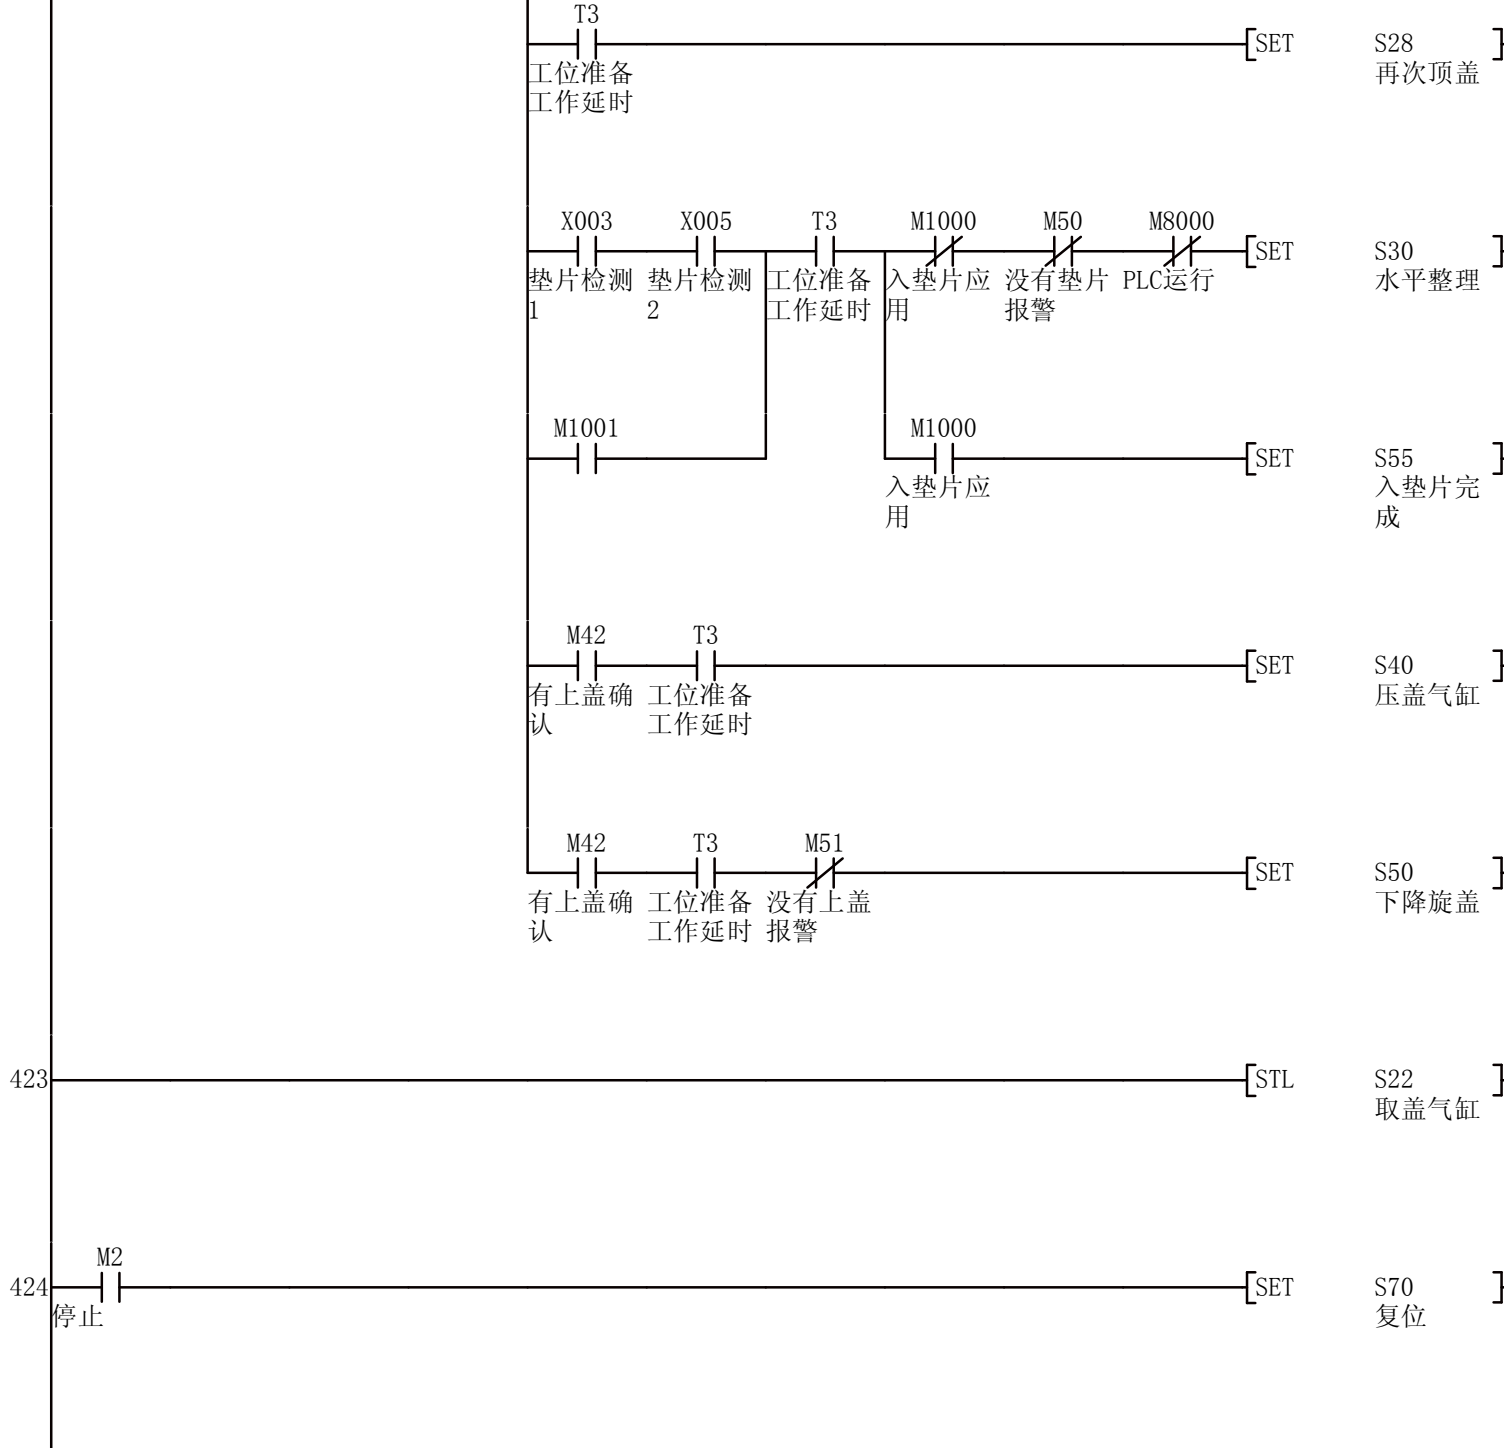 T3
[SET S28 ]
工位准备 再次顶盖
工作延时
X003 X005 T3 M1000 M50 M8000
[SET S30 ]
垫片检测 垫片检测 工位准备 入垫片应 没有垫片 PLC运行 水平整理
1 2 工作延时 用 报警
M1001 M1000
[SET S55 ]
入垫片应 入垫片完
用 成
M42 T3
[SET S40 ]
有上盖确 工位准备 压盖气缸
认 工作延时
M42 T3 M51
[SET S50 ]
有上盖确 工位准备 没有上盖 下降旋盖
认 工作延时 报警
423 [STL S22 ]
取盖气缸
M2
424 [SET S70 ]
停止 复位